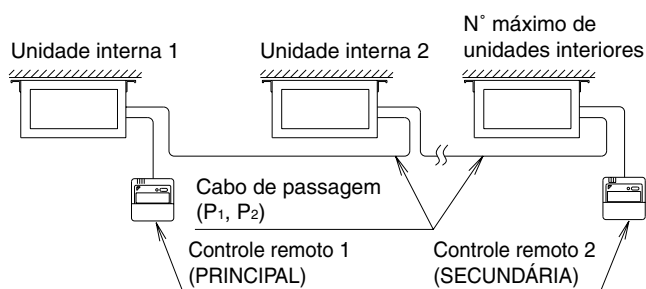 Unidade interna 1
Unidade interna 2
N° máximo de
unidades interiores
Cabo de passagem
(P1, P2)
Controle remoto 1
(PRINCIPAL)
Controle remoto 2
(SECUNDÁRIA)